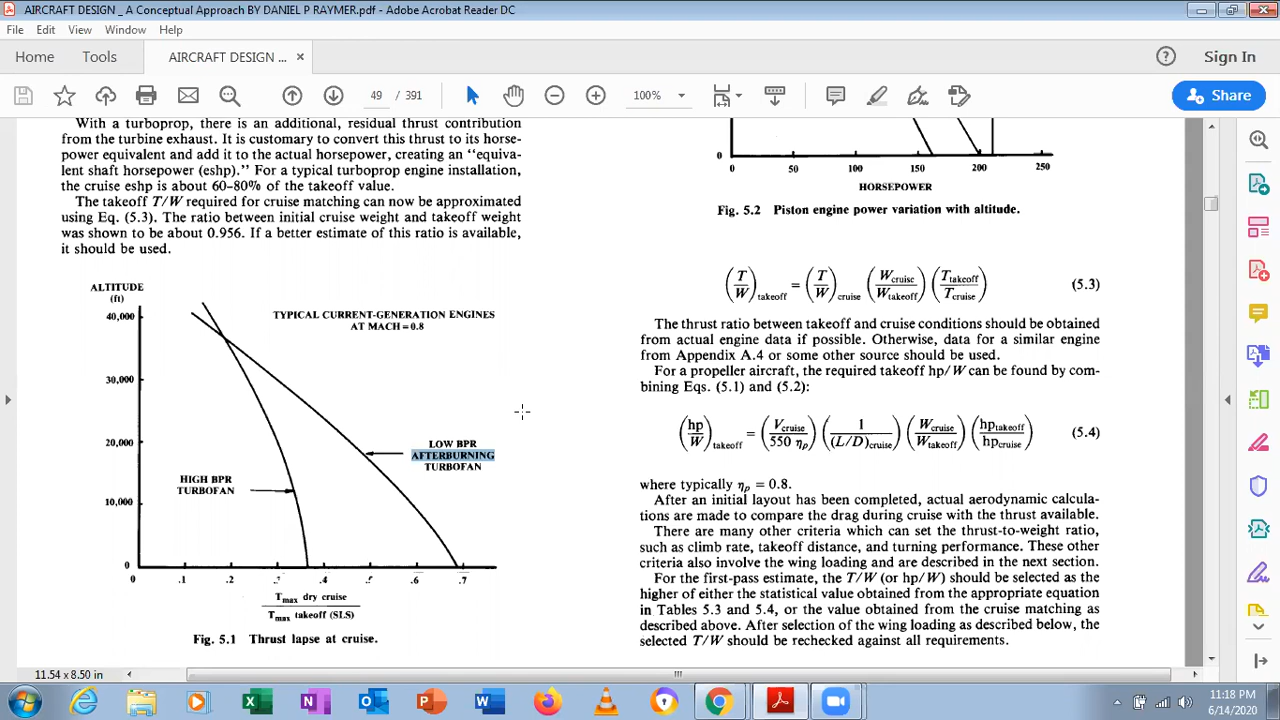 AIRCRAFT DESIGN _ A Conceptual Approach BY DANIEL P RAYMER.pdf - Adobe Acrobat Reader DC
File Edit View Window Help
Home Tools AIRCRAFT DESIGN ... × Sign In
49 / 391 100% Share
With a turboprop, there is an additional, residual thrust contribution
from the turbine exhaust. It is customary to convert this thrust to its horse-
power equivalent and add it to the actual horsepower, creating an "equiva-
lent shaft horsepower (eshp)." For a typical turboprop engine installation,
the cruise eshp is about 60-80% of the takeoff value.
The takeoff T/W required for cruise matching can now be approximated
using Eq. (5.3). The ratio between initial cruise weight and takeoff weight
was shown to be about 0.956. If a better estimate of this ratio is available,
it should be used.
ALTITUDE
(ft)
40,000
30,000
20,000
10,000
0
TYPICAL CURRENT-GENERATION ENGINES
AT MACH = 0.8
LOW BPR
AFTERBURNING
TURBOFAN
HIGH BPR
TURBOFAN
0 .1 .2 .3 .4 .5 .6 .7
Tmax dry cruise
Tmax takeoff (SLS)
Fig. 5.1 Thrust lapse at cruise.
0
0 50 100 150 200 250
HORSEPOWER
Fig. 5.2 Piston engine power variation with altitude.
(T/W)takeoff = (T/W)cruise (Wcruise/Wtakeoff) (Ttakeoff/Tcruise) (5.3)
The thrust ratio between takeoff and cruise conditions should be obtained
from actual engine data if possible. Otherwise, data for a similar engine
from Appendix A.4 or some other source should be used.
For a propeller aircraft, the required takeoff hp/W can be found by com-
bining Eqs. (5.1) and (5.2):
(hp/W)takeoff = (Vcruise/550 ηp) (1/(L/D)cruise) (Wcruise/Wtakeoff) (hptakeoff/hpcruise) (5.4)
where typically ηp = 0.8.
After an initial layout has been completed, actual aerodynamic calcula-
tions are made to compare the drag during cruise with the thrust available.
There are many other criteria which can set the thrust-to-weight ratio,
such as climb rate, takeoff distance, and turning performance. These other
criteria also involve the wing loading and are described in the next section.
For the first-pass estimate, the T/W (or hp/W) should be selected as the
higher of either the statistical value obtained from the appropriate equation
in Tables 5.3 and 5.4, or the value obtained from the cruise matching as
described above. After selection of the wing loading as described below, the
selected T/W should be rechecked against all requirements.
11.54 x 8.50 in
11:18 PM
6/14/2020